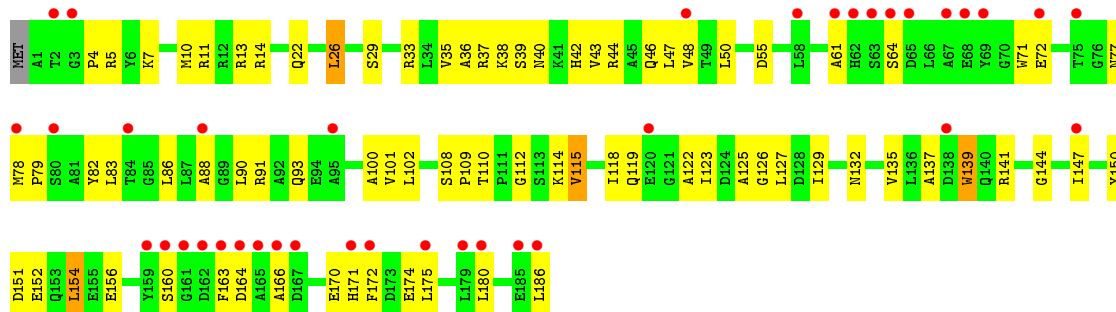 MET A1 T2 G3 P4 R5 Y6 K7 M10 R11 R12 R13 R14 Q22 L26 S29 R33 L34 V35 A36 R37 K38 S39 N40 K41 H42 V43 R44 A45 Q46 L47 V48 T49 L50 D55 L58 A61 H62 S63 S64 D65 L66 A67 E68 Y69 G70 W71 E72 T75 G76 N77
M78 P79 S80 A81 Y82 L83 T84 G85 L86 L87 A88 G89 L90 R91 A92 Q93 E94 A95 A100 V101 L102 S108 P109 T110 P111 G112 S113 K114 V115 I118 Q119 E120 G121 A122 I123 D124 A125 G126 L127 D128 I129 N132 V135 L136 A137 D138 W139 Q140 R141 G144 I147 Y150
D151 E152 Q153 L154 E155 E156 Y159 S160 G161 D162 F163 D164 A165 A166 D167 E170 H171 F172 D173 E174 L175 L179 L180 E185 L186